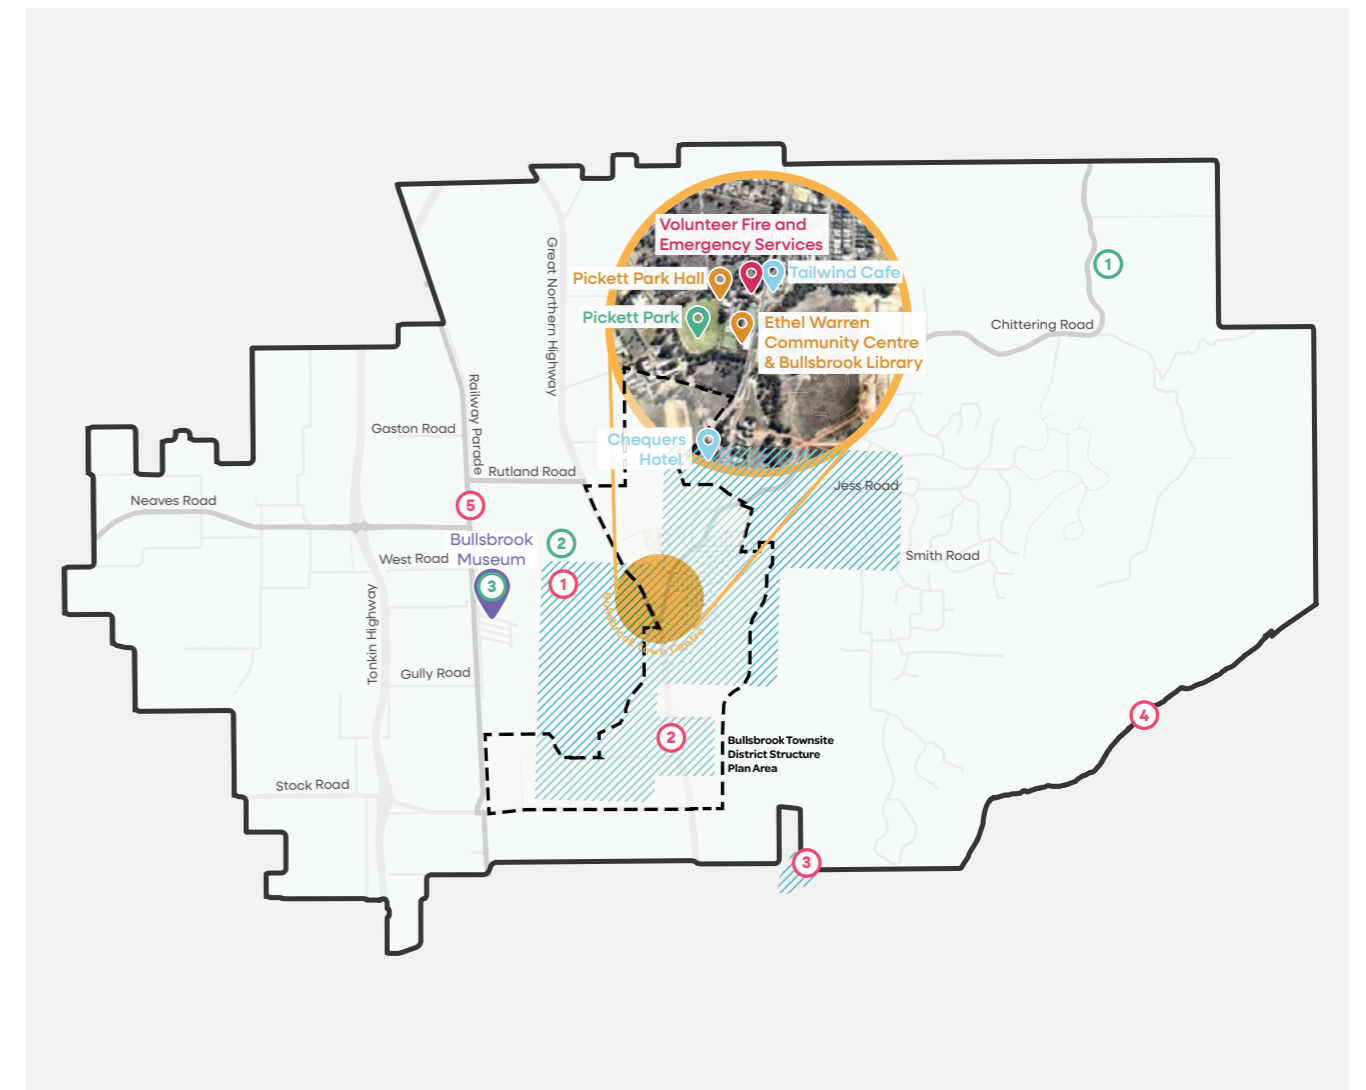 Volunteer Fire and
Emergency Services
Pickett Park Hall
Tailwind Cafe
Pickett Park
Ethel Warren
Community Centre
& Bullsbrook Library
Chequers
Hotel
1
Chittering Road
Great Northern Highway
Railway Parade
Gaston Road
Rutland Road
Neaves Road
5
Jess Road
Bullsbrook
Museum
2
West Road
Smith Road
3
1
Bullsbrook Town Centre
Tonkin Highway
Gully Road
4
2
Bullsbrook Townsite
District Structure
Plan Area
Stock Road
3